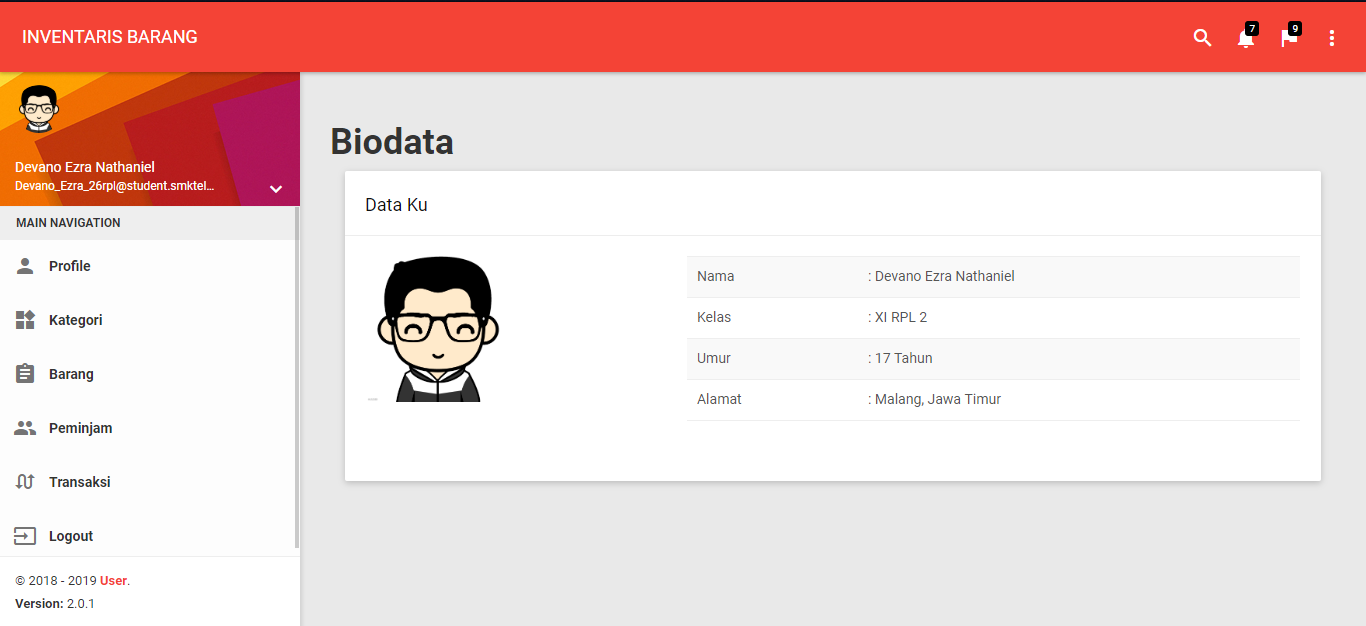 INVENTARIS BARANG
7
9
Devano Ezra Nathaniel
Devano_Ezra_26rpl@student.smktel...
MAIN NAVIGATION
Profile
Kategori
Barang
Peminjam
Transaksi
Logout
© 2018 - 2019 User.
Version: 2.0.1
Biodata
Data Ku
Nama : Devano Ezra Nathaniel
Kelas : XI RPL 2
Umur : 17 Tahun
Alamat : Malang, Jawa Timur